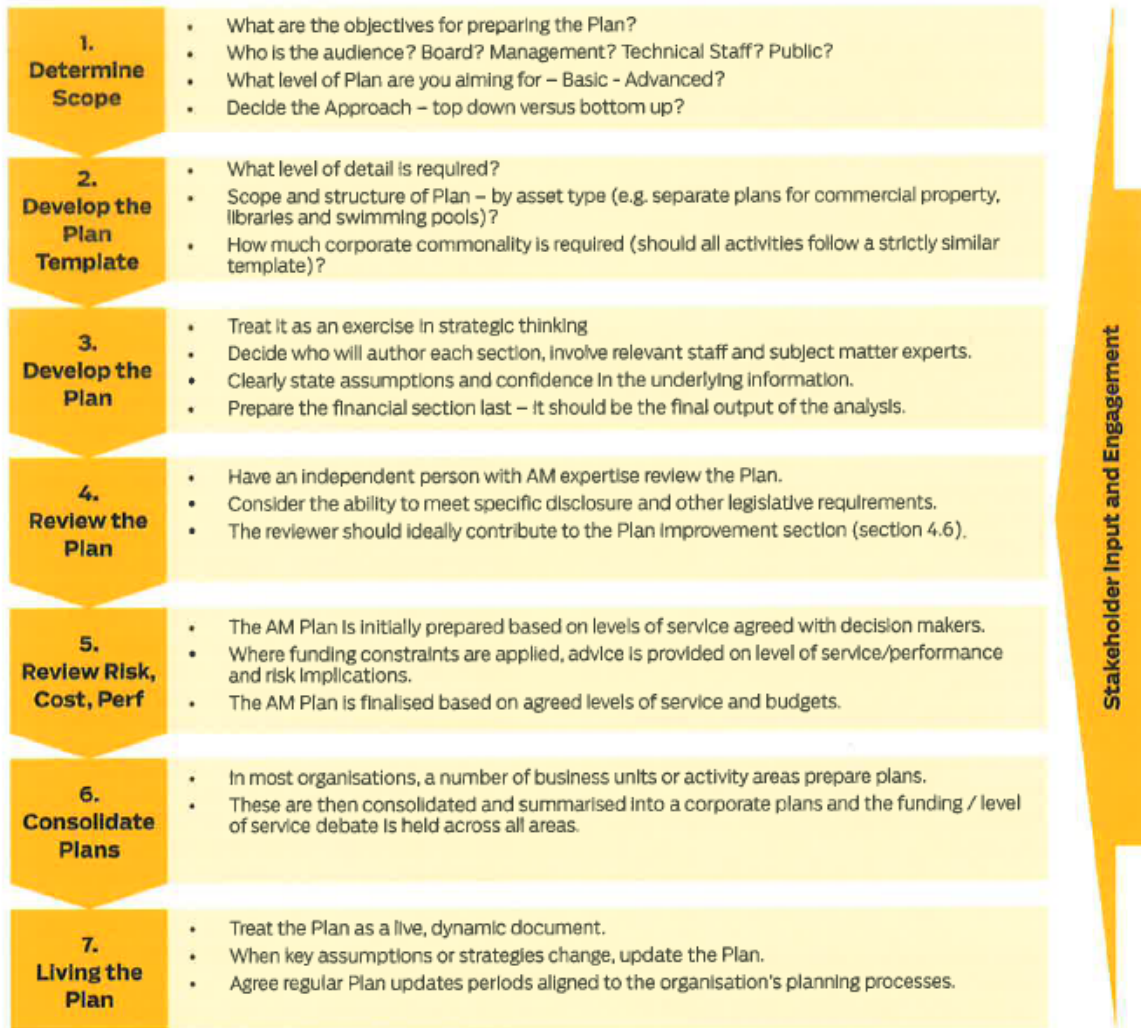 1.
Determine
Scope
• What are the objectives for preparing the Plan?
• Who is the audience? Board? Management? Technical Staff? Public?
• What level of Plan are you aiming for – Basic - Advanced?
• Decide the Approach – top down versus bottom up?
2.
Develop the
Plan
Template
• What level of detail is required?
• Scope and structure of Plan – by asset type (e.g. separate plans for commercial property,
libraries and swimming pools)?
• How much corporate commonality is required (should all activities follow a strictly similar
template)?
3.
Develop the
Plan
• Treat it as an exercise in strategic thinking
• Decide who will author each section, involve relevant staff and subject matter experts.
• Clearly state assumptions and confidence in the underlying information.
• Prepare the financial section last – it should be the final output of the analysis.
4.
Review the
Plan
• Have an independent person with AM expertise review the Plan.
• Consider the ability to meet specific disclosure and other legislative requirements.
• The reviewer should ideally contribute to the Plan Improvement section (section 4.6).
5.
Review Risk,
Cost, Perf
• The AM Plan is initially prepared based on levels of service agreed with decision makers.
• Where funding constraints are applied, advice is provided on level of service/performance
and risk implications.
• The AM Plan is finalised based on agreed levels of service and budgets.
6.
Consolidate
Plans
• In most organisations, a number of business units or activity areas prepare plans.
• These are then consolidated and summarised into a corporate plans and the funding / level
of service debate is held across all areas.
7.
Living the
Plan
• Treat the Plan as a live, dynamic document.
• When key assumptions or strategies change, update the Plan.
• Agree regular Plan updates periods aligned to the organisation's planning processes.
Stakeholder Input and Engagement